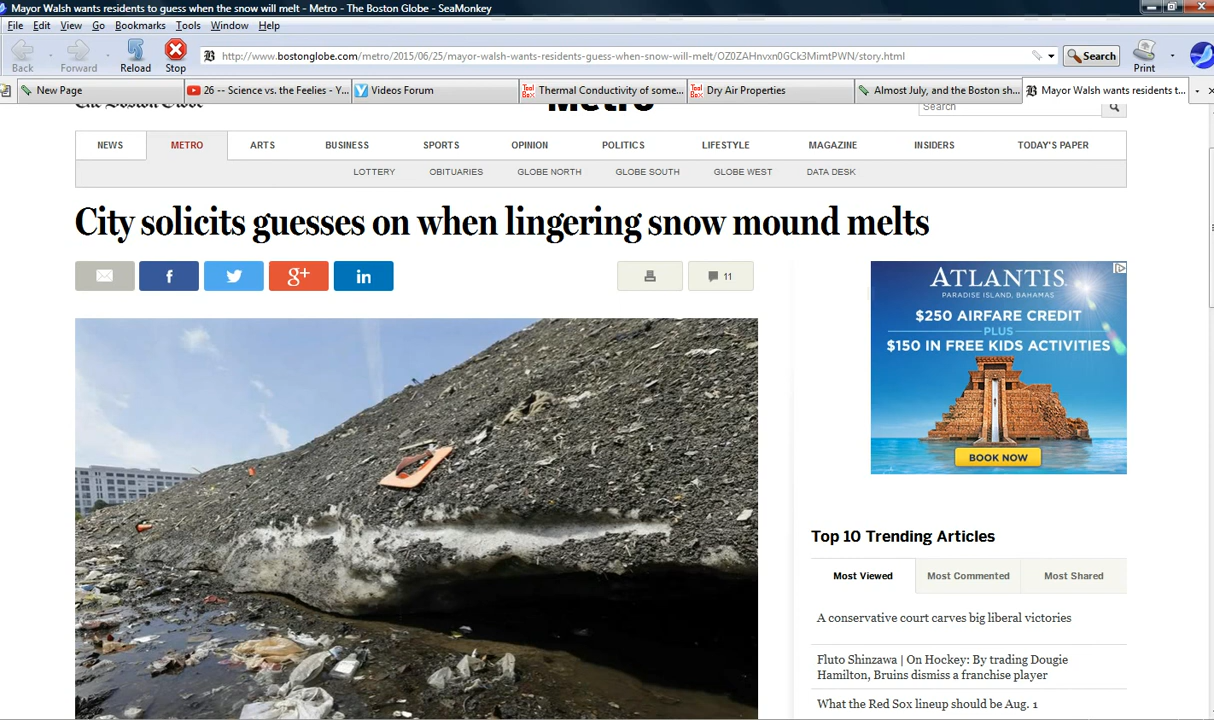 Mayor Walsh wants residents to guess when the snow will melt - Metro - The Boston Globe - SeaMonkey
File Edit View Go Bookmarks Tools Window Help
http://www.bostonglobe.com/metro/2015/06/25/mayor-walsh-wants-residents-guess-when-snow-will-melt/OZ0ZAHnvxn0GCk3MimtPWN/story.html
Search
Back Forward Reload Stop Print
New Page
26 -- Science vs. the Feelies - Y...
Videos Forum
Thermal Conductivity of some...
Dry Air Properties
Almost July, and the Boston sh...
Mayor Walsh wants residents t...
The Boston Globe
Metro
Search
NEWS METRO ARTS BUSINESS SPORTS OPINION POLITICS LIFESTYLE MAGAZINE INSIDERS TODAY'S PAPER
LOTTERY OBITUARIES GLOBE NORTH GLOBE SOUTH GLOBE WEST DATA DESK
City solicits guesses on when lingering snow mound melts
f g+ in
11
ATLANTIS
PARADISE ISLAND, BAHAMAS
$250 AIRFARE CREDIT
PLUS
$150 IN FREE KIDS ACTIVITIES
BOOK NOW
Top 10 Trending Articles
Most Viewed Most Commented Most Shared
A conservative court carves big liberal victories
Fluto Shinzawa | On Hockey: By trading Dougie
Hamilton, Bruins dismiss a franchise player
What the Red Sox lineup should be Aug. 1